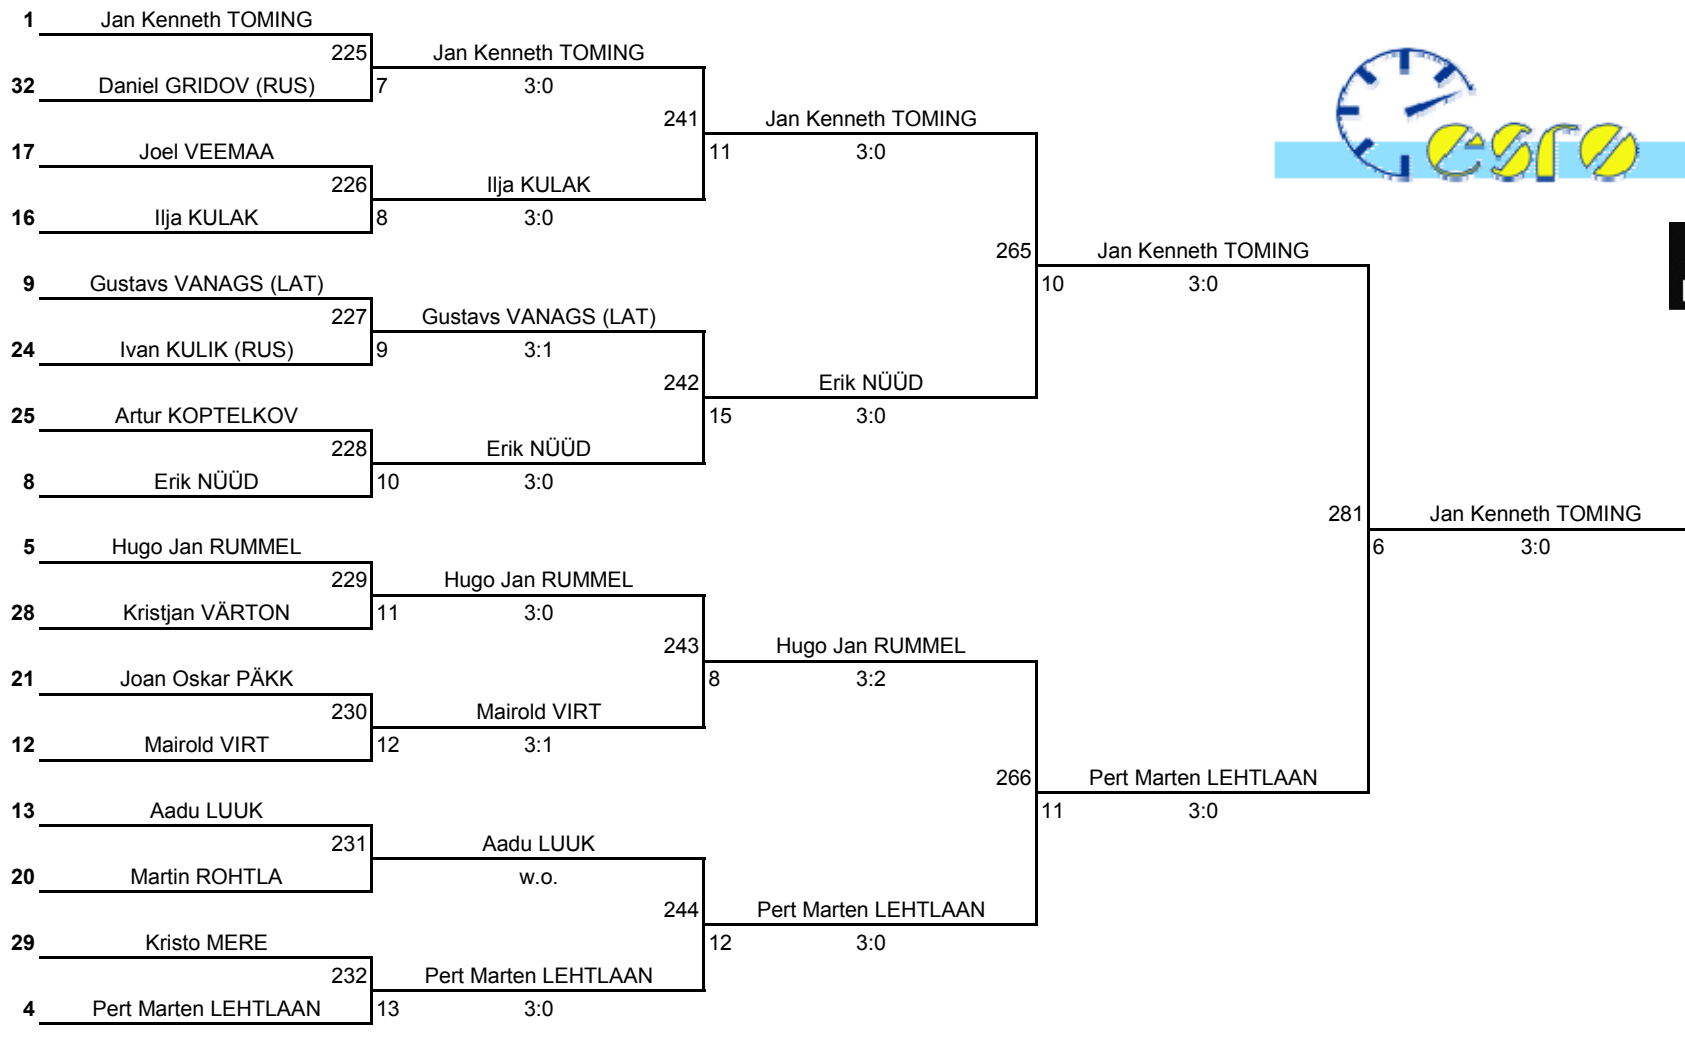 1 Jan Kenneth TOMING
225 Jan Kenneth TOMING
32 Daniel GRIDOV (RUS) 7 3:0
241 Jan Kenneth TOMING
17 Joel VEEMAA 11 3:0
226 Ilja KULAK
16 Ilja KULAK 8 3:0
265 Jan Kenneth TOMING
9 Gustavs VANAGS (LAT) 10 3:0
227 Gustavs VANAGS (LAT)
24 Ivan KULIK (RUS) 9 3:1
242 Erik NÜÜD
25 Artur KOPTELKOV 15 3:0
228 Erik NÜÜD
8 Erik NÜÜD 10 3:0
281 Jan Kenneth TOMING
5 Hugo Jan RUMMEL 6 3:0
229 Hugo Jan RUMMEL
28 Kristjan VÄRTON 11 3:0
243 Hugo Jan RUMMEL
21 Joan Oskar PÄKK 8 3:2
230 Mairold VIRT
12 Mairold VIRT 12 3:1
266 Pert Marten LEHTLAAN
13 Aadu LUUK 11 3:0
231 Aadu LUUK
20 Martin ROHTLA w.o.
244 Pert Marten LEHTLAAN
29 Kristo MERE 12 3:0
232 Pert Marten LEHTLAAN
4 Pert Marten LEHTLAAN 13 3:0